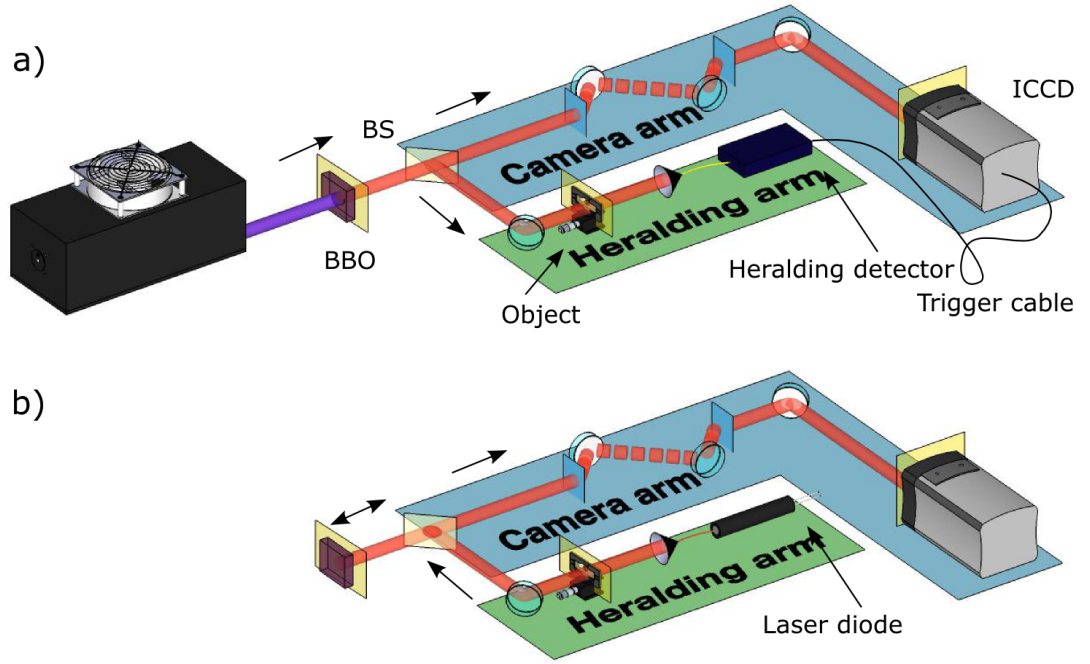 a)
ICCD
BS
Camera arm
BBO
Heralding arm
Heralding detector
Object
Trigger cable
b)
Camera arm
Heralding arm
Laser diode